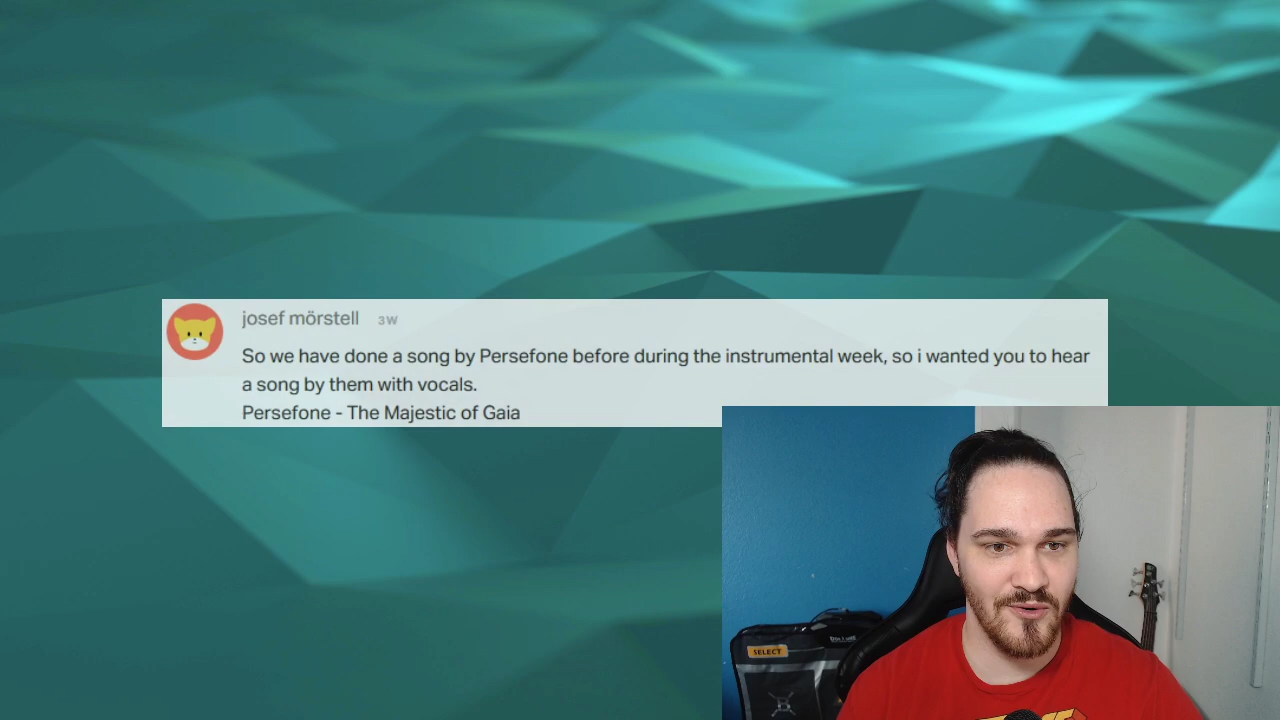 josef mörstell 3W
So we have done a song by Persefone before during the instrumental week, so i wanted you to hear
a song by them with vocals.
Persefone - The Majestic of Gaia
SELECT